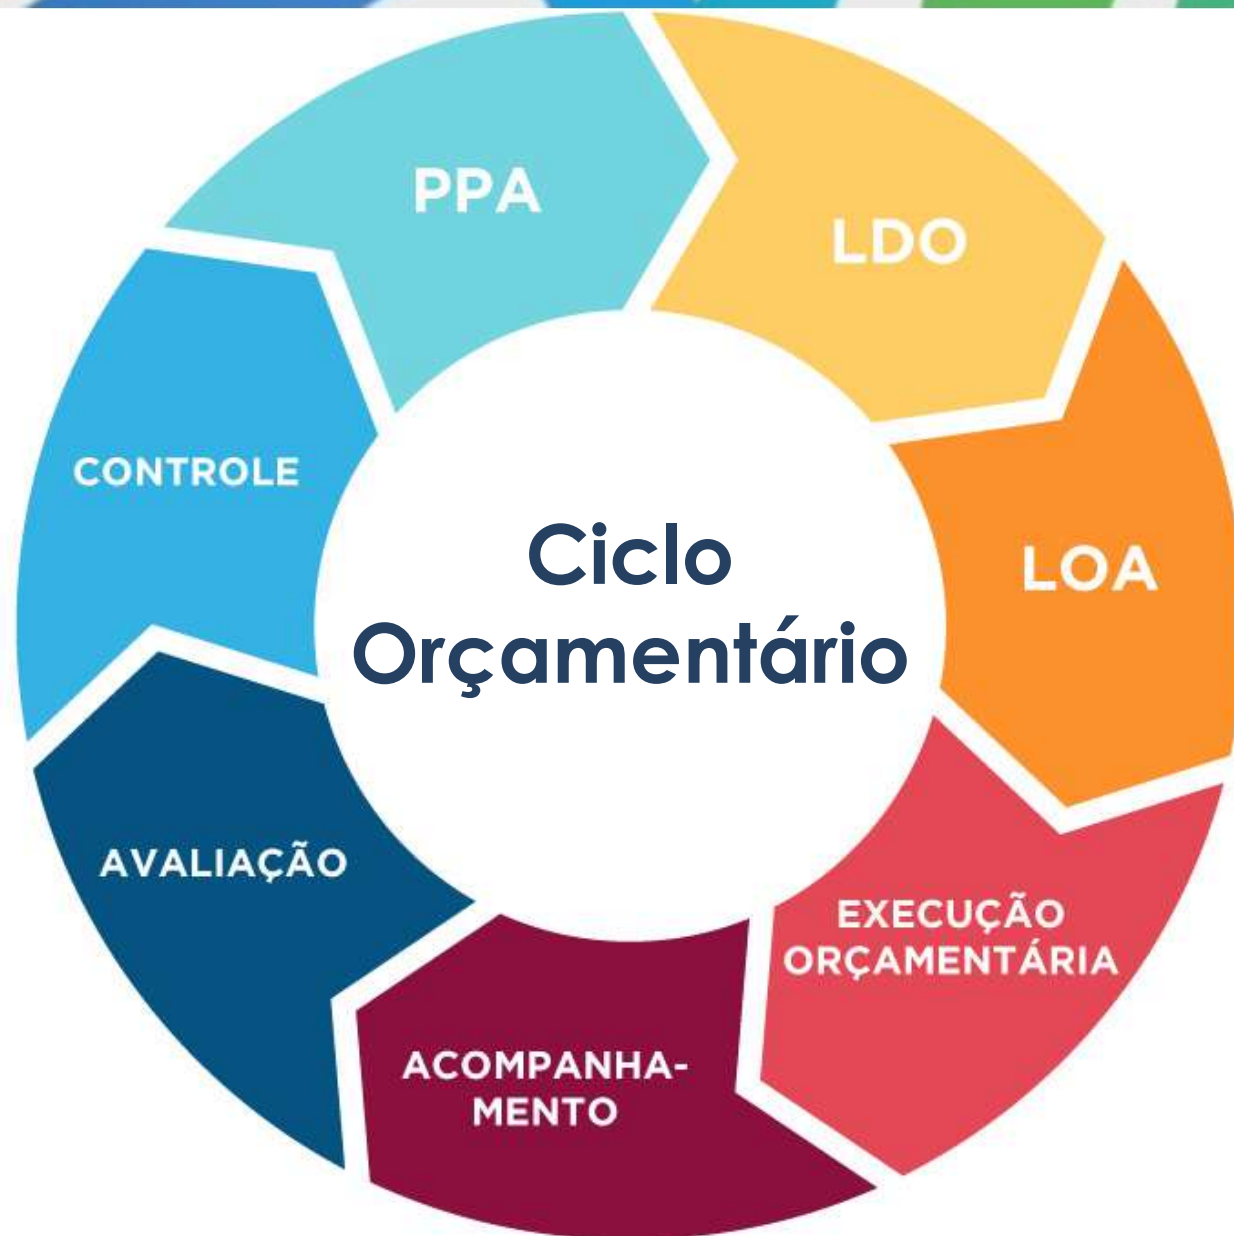 PPA
LDO
LOA
EXECUÇÃO
ORÇAMENTÁRIA
ACOMPANHA-
MENTO
AVALIAÇÃO
CONTROLE
Ciclo
Orçamentário